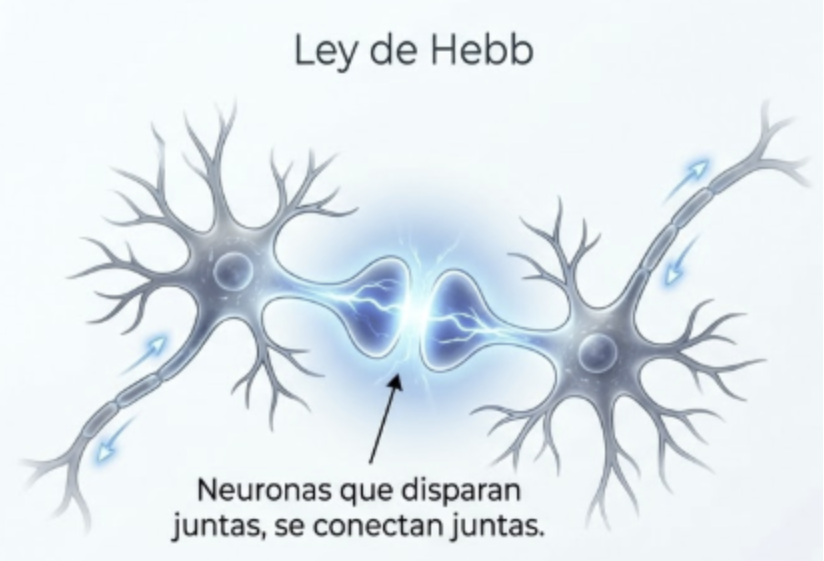 Ley de Hebb
Neuronas que disparan
juntas, se conectan juntas.